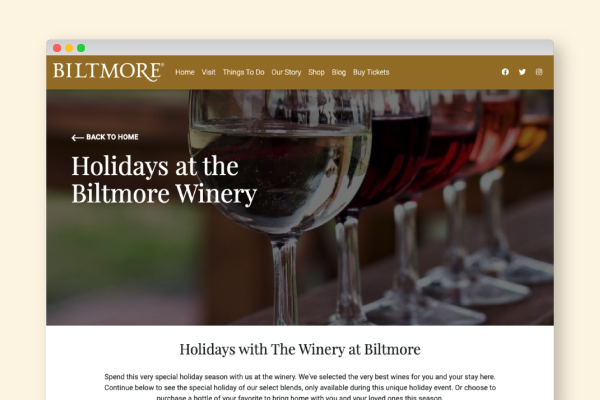 BILTMORE® Home Visit Things To Do Our Story Shop Blog Buy Tickets
BACK TO HOME
Holidays at the
Biltmore Winery
Holidays with The Winery at Biltmore
Spend this very special holiday season with us at the winery. We've selected the very best wines for you and your stay here.
Continue below to see the special holiday of our select blends, only available during this unique holiday event. Or choose to
purchase a bottle of your favorite to bring home with you and your loved ones this season.